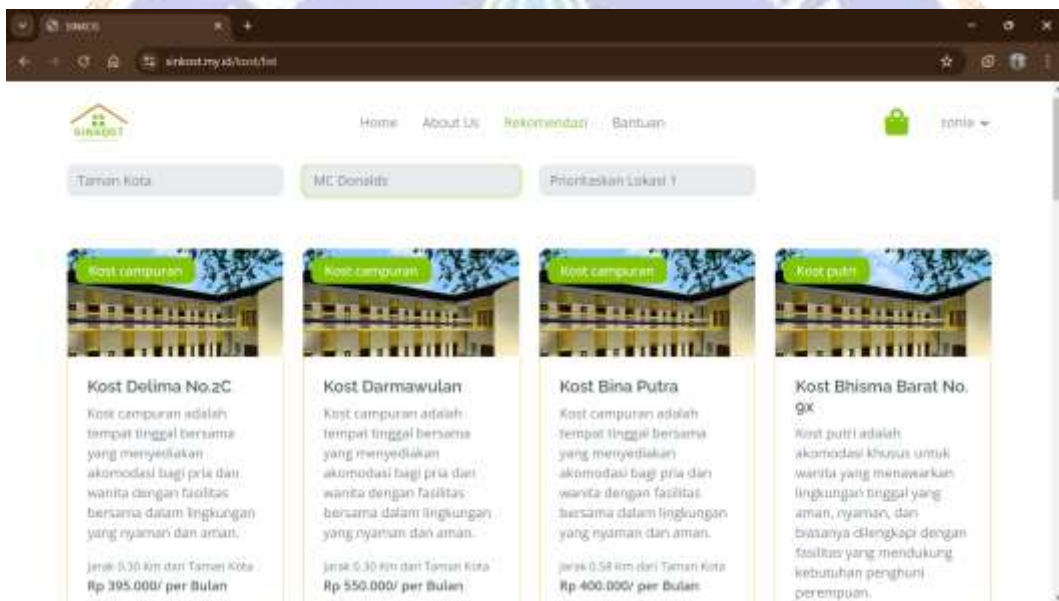 sinkost.my.id/kost/list
SINKOST
Home About Us Rekomendasi Bantuan
Taman Kota
MC Donalds
Prioritaskan Lokasi 1
Kost campuran
Kost Delima No.2C
Kost campuran adalah
tempat tinggal bersama
yang menyediakan
akomodasi bagi pria dan
wanita dengan fasilitas
bersama dalam lingkungan
yang nyaman dan aman.
Jarak 0.30 Km dari Taman Kota
Rp 395.000/ per Bulan
Kost campuran
Kost Darmawulan
Kost campuran adalah
tempat tinggal bersama
yang menyediakan
akomodasi bagi pria dan
wanita dengan fasilitas
bersama dalam lingkungan
yang nyaman dan aman.
Jarak 0.30 Km dari Taman Kota
Rp 550.000/ per Bulan
Kost campuran
Kost Bina Putra
Kost campuran adalah
tempat tinggal bersama
yang menyediakan
akomodasi bagi pria dan
wanita dengan fasilitas
bersama dalam lingkungan
yang nyaman dan aman.
Jarak 0.58 Km dari Taman Kota
Rp 400.000/ per Bulan
Kost putri
Kost Bhisma Barat No.
9x
Kost putri adalah
akomodasi khusus untuk
wanita yang menawarkan
lingkungan tinggal yang
aman, nyaman, dan
biasanya dilengkapi dengan
fasilitas yang mendukung
kebutuhan penghuni
perempuan.